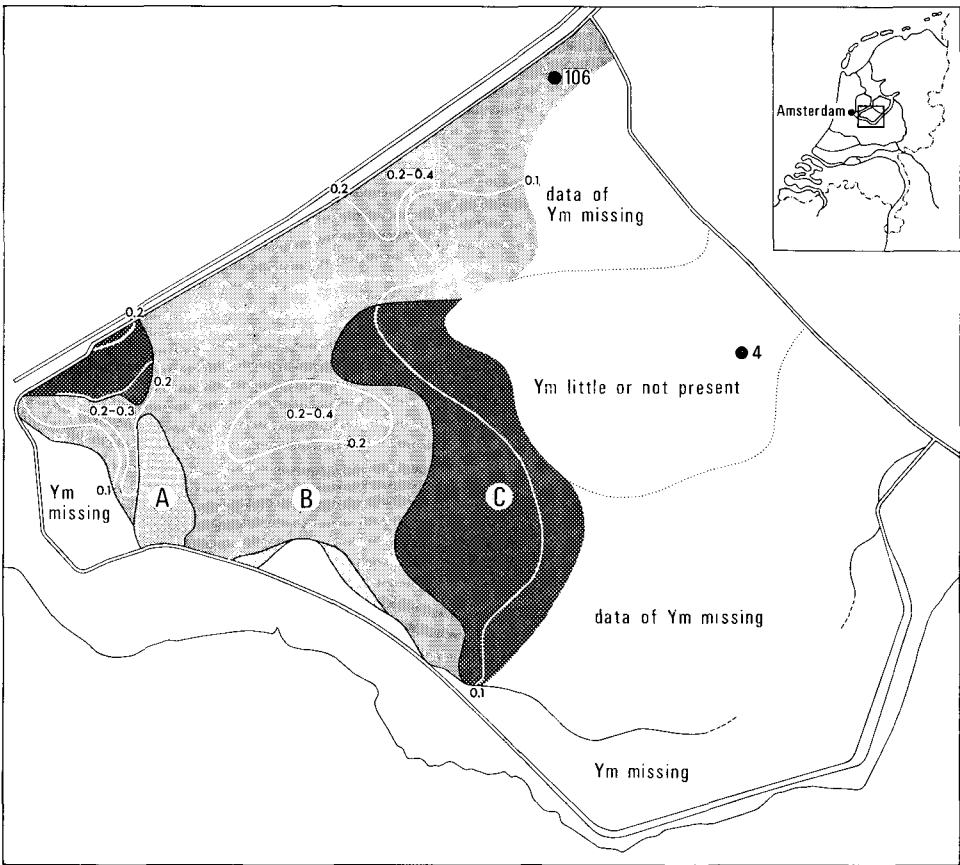 106
Amsterdam
0.2-0.4
0.2
0.1
data of
Ym missing
0.2
4
0.2
Ym little or not present
0.2-0.3
0.2-0.4
0.2
Ym
missing
0.1
A
B
C
data of Ym missing
0.1
Ym missing